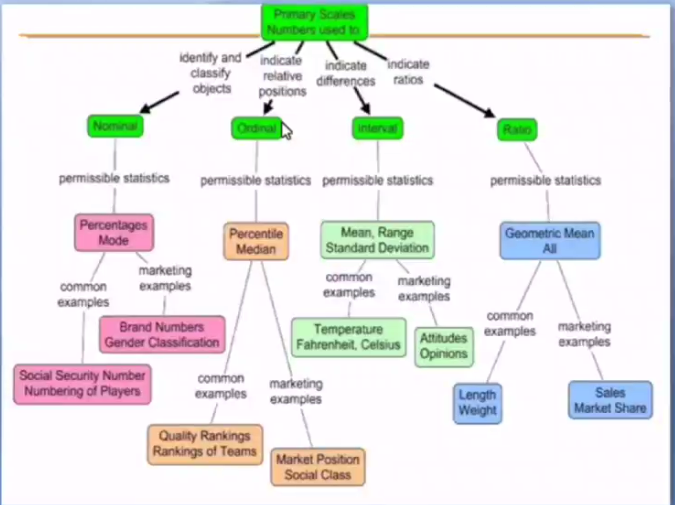 Primary Scales
Numbers used to
identify and
classify
objects
indicate
relative
positions
indicate
differences
indicate
ratios
Nominal
Ordinal
Interval
Ratio
permissible statistics
permissible statistics
permissible statistics
permissible statistics
Percentages
Mode
Percentile
Median
Mean, Range
Standard Deviation
Geometric Mean
All
common
examples
marketing
examples
common
examples
marketing
examples
common
examples
marketing
examples
Brand Numbers
Gender Classification
Temperature
Fahrenheit, Celsius
Attitudes
Opinions
Social Security Number
Numbering of Players
common
examples
marketing
examples
Length
Weight
Sales
Market Share
Quality Rankings
Rankings of Teams
Market Position
Social Class